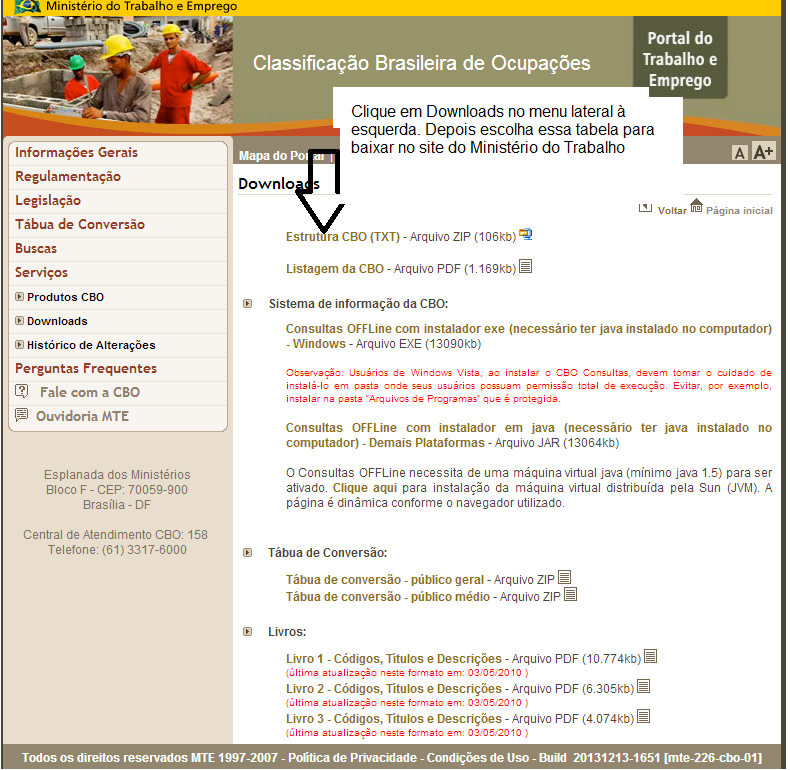 Ministério do Trabalho e Emprego
Classificação Brasileira de Ocupações
Portal do
Trabalho e
Emprego
Clique em Downloads no menu lateral à
esquerda. Depois escolha essa tabela para
baixar no site do Ministério do Trabalho
Informações Gerais
Regulamentação
Legislação
Tábua de Conversão
Buscas
Serviços
Produtos CBO
Downloads
Histórico de Alterações
Perguntas Frequentes
Fale com a CBO
Ouvidoria MTE
Esplanada dos Ministérios
Bloco F - CEP: 70059-900
Brasília - DF
Central de Atendimento CBO: 158
Telefone: (61) 3317-6000
Mapa do Portal |
A A+
Downloads
Voltar Página inicial
Estrutura CBO (TXT) - Arquivo ZIP (106kb)
Listagem da CBO - Arquivo PDF (1.169kb)
Sistema de informação da CBO:
Consultas OFFLine com instalador exe (necessário ter java instalado no computador)
- Windows - Arquivo EXE (13090kb)
Observação: Usuários de Windows Vista, ao instalar o CBO Consultas, devem tomar o cuidado de
instalá-lo em pasta onde seus usuários possuam permissão total de execução. Evitar, por exemplo,
instalar na pasta "Arquivos de Programas" que é protegida.
Consultas OFFLine com instalador em java (necessário ter java instalado no
computador) - Demais Plataformas - Arquivo JAR (13064kb)
O Consultas OFFLine necessita de uma máquina virtual java (mínimo java 1.5) para ser
ativado. Clique aqui para instalação da máquina virtual distribuída pela Sun (JVM). A
página é dinâmica conforme o navegador utilizado.
Tábua de Conversão:
Tábua de conversão - público geral - Arquivo ZIP
Tábua de conversão - público médio - Arquivo ZIP
Livros:
Livro 1 - Códigos, Títulos e Descrições - Arquivo PDF (10.774kb)
(última atualização neste formato em: 03/05/2010 )
Livro 2 - Códigos, Títulos e Descrições - Arquivo PDF (6.305kb)
(última atualização neste formato em: 03/05/2010 )
Livro 3 - Códigos, Títulos e Descrições - Arquivo PDF (4.074kb)
(última atualização neste formato em: 03/05/2010 )
Todos os direitos reservados MTE 1997-2007 - Política de Privacidade - Condições de Uso - Build 20131213-1651 [mte-226-cbo-01]